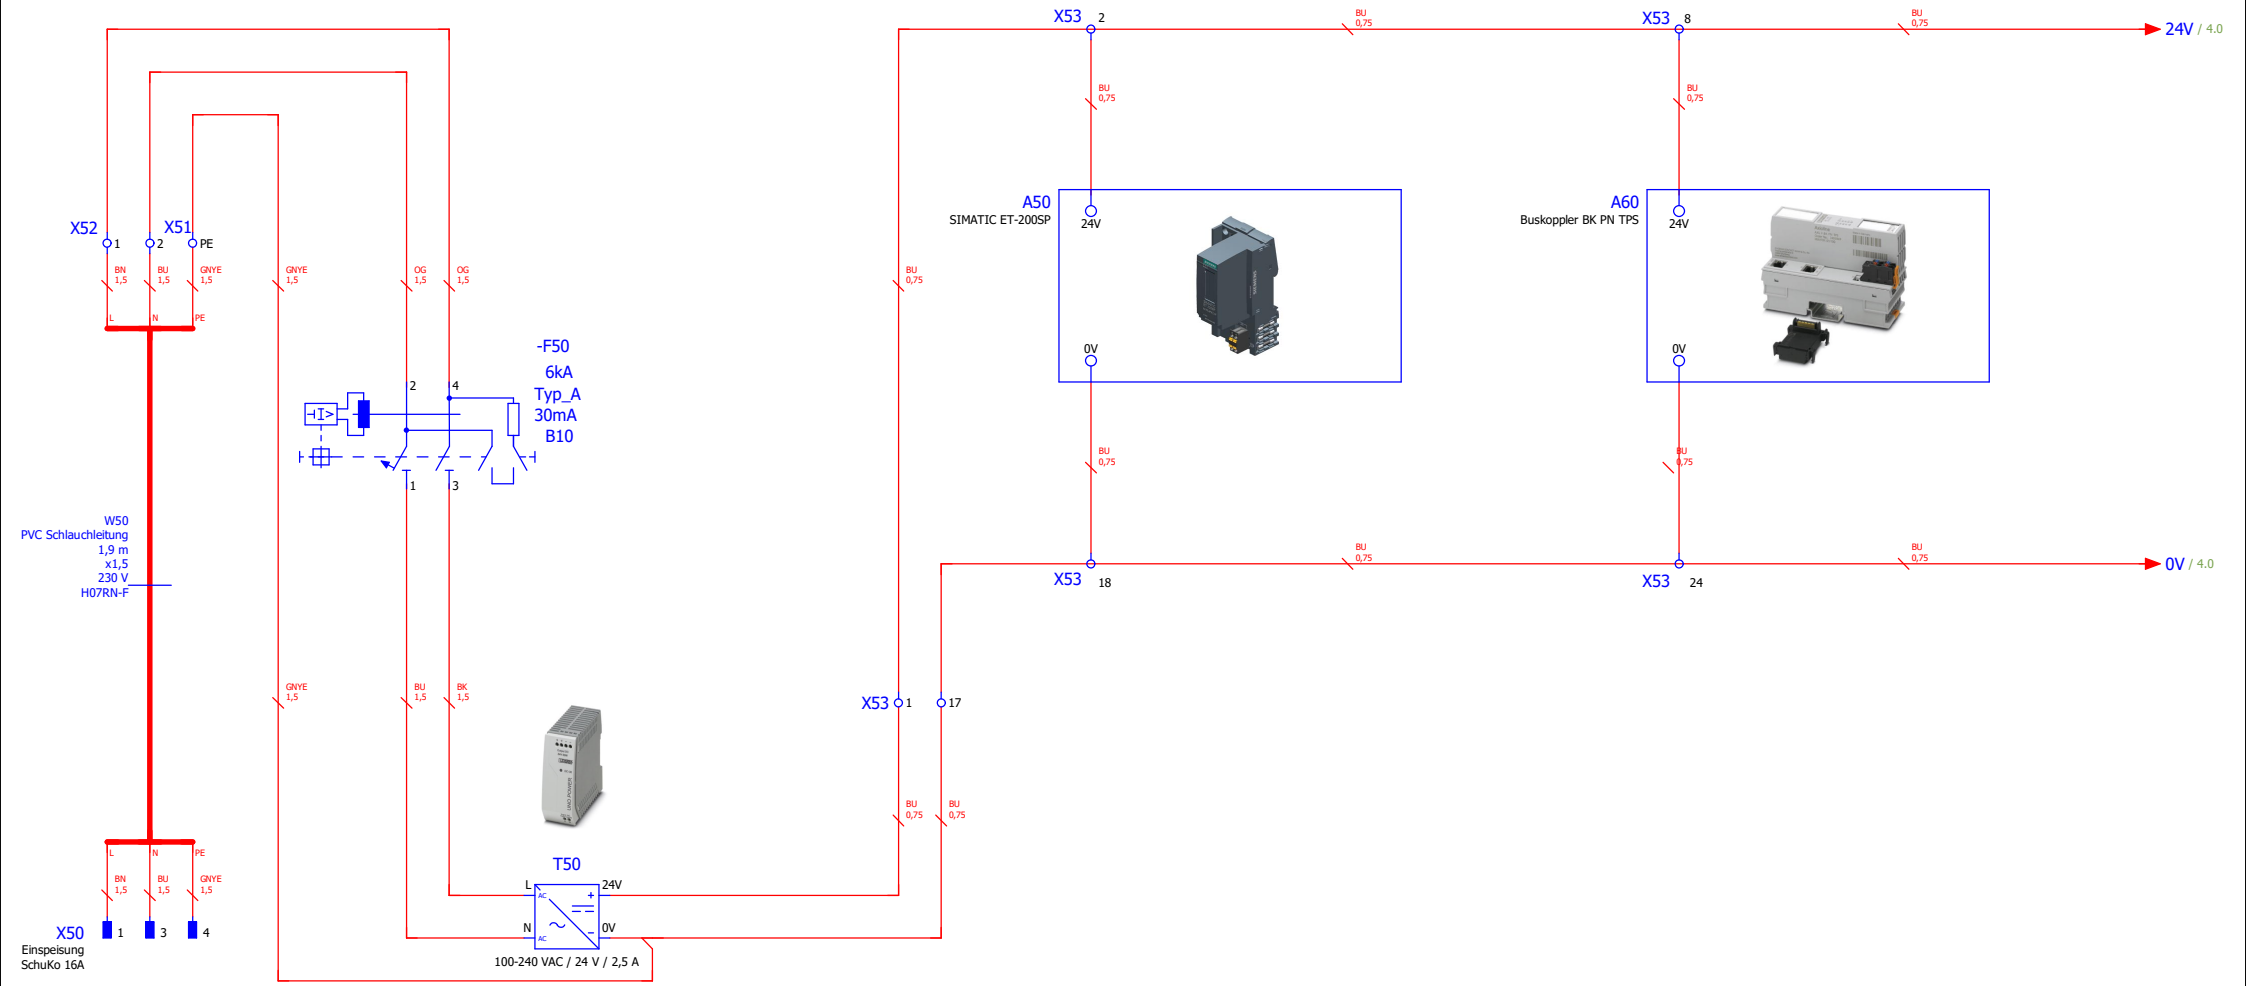 X53 2
BU
0,75
X53 8
BU
0,75
24V / 4.0
BU
0,75
BU
0,75
X52
1
2
X51
PE
A50
SIMATIC ET-200SP
24V
0V
SIEMENS
A60
Buskoppler BK PN TPS
24V
0V
BN
1,5
BU
1,5
GNYE
1,5
GNYE
1,5
OG
1,5
OG
1,5
BU
0,75
L
N
PE
-F50
6kA
Typ_A
30mA
B10
2
4
I>
1
3
BU
0,75
BU
0,75
W50
PVC Schlauchleitung
1,9 m
x1,5
230 V
H07RN-F
BU
0,75
BU
0,75
0V / 4.0
X53
18
X53
24
GNYE
1,5
BU
1,5
BK
1,5
X53
1
17
UNO POWER
BU
0,75
BU
0,75
L
N
PE
BN
1,5
BU
1,5
GNYE
1,5
T50
L
AC
24V
N
AC
0V
100-240 VAC / 24 V / 2,5 A
X50
1
3
4
Einspeisung
SchuKo 16A